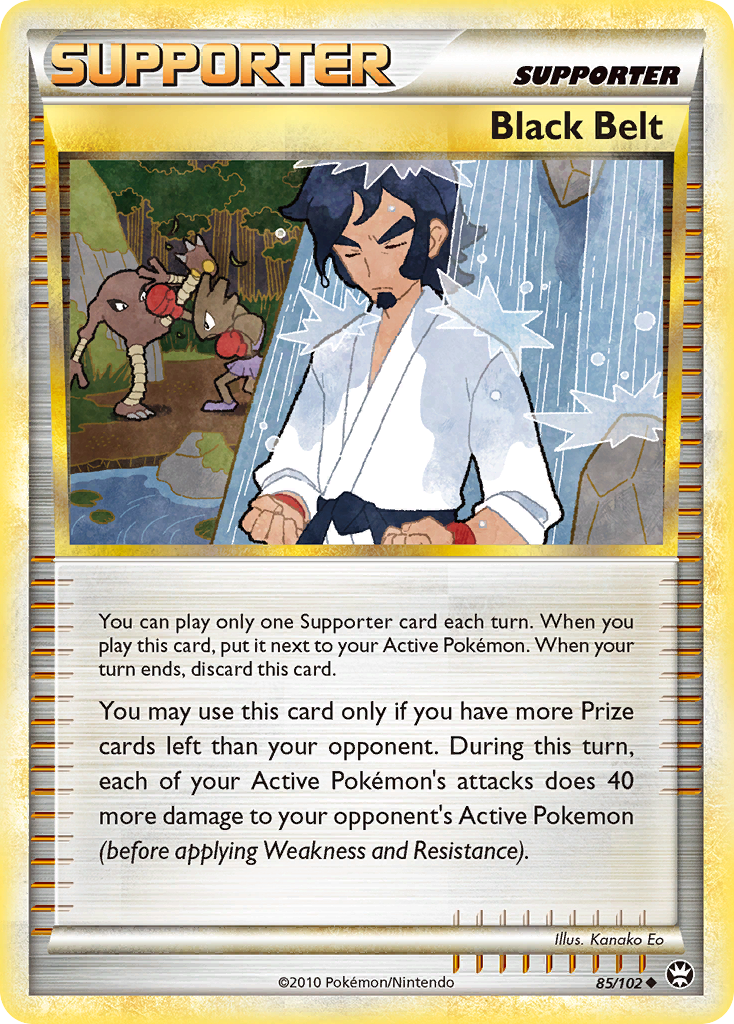 SUPPORTER
SUPPORTER
Black Belt
You can play only one Supporter card each turn. When you
play this card, put it next to your Active Pokémon. When your
turn ends, discard this card.
You may use this card only if you have more Prize
cards left than your opponent. During this turn,
each of your Active Pokémon's attacks does 40
more damage to your opponent's Active Pokemon
(before applying Weakness and Resistance).
Illus. Kanako Eo
©2010 Pokémon/Nintendo
85/102 ◆